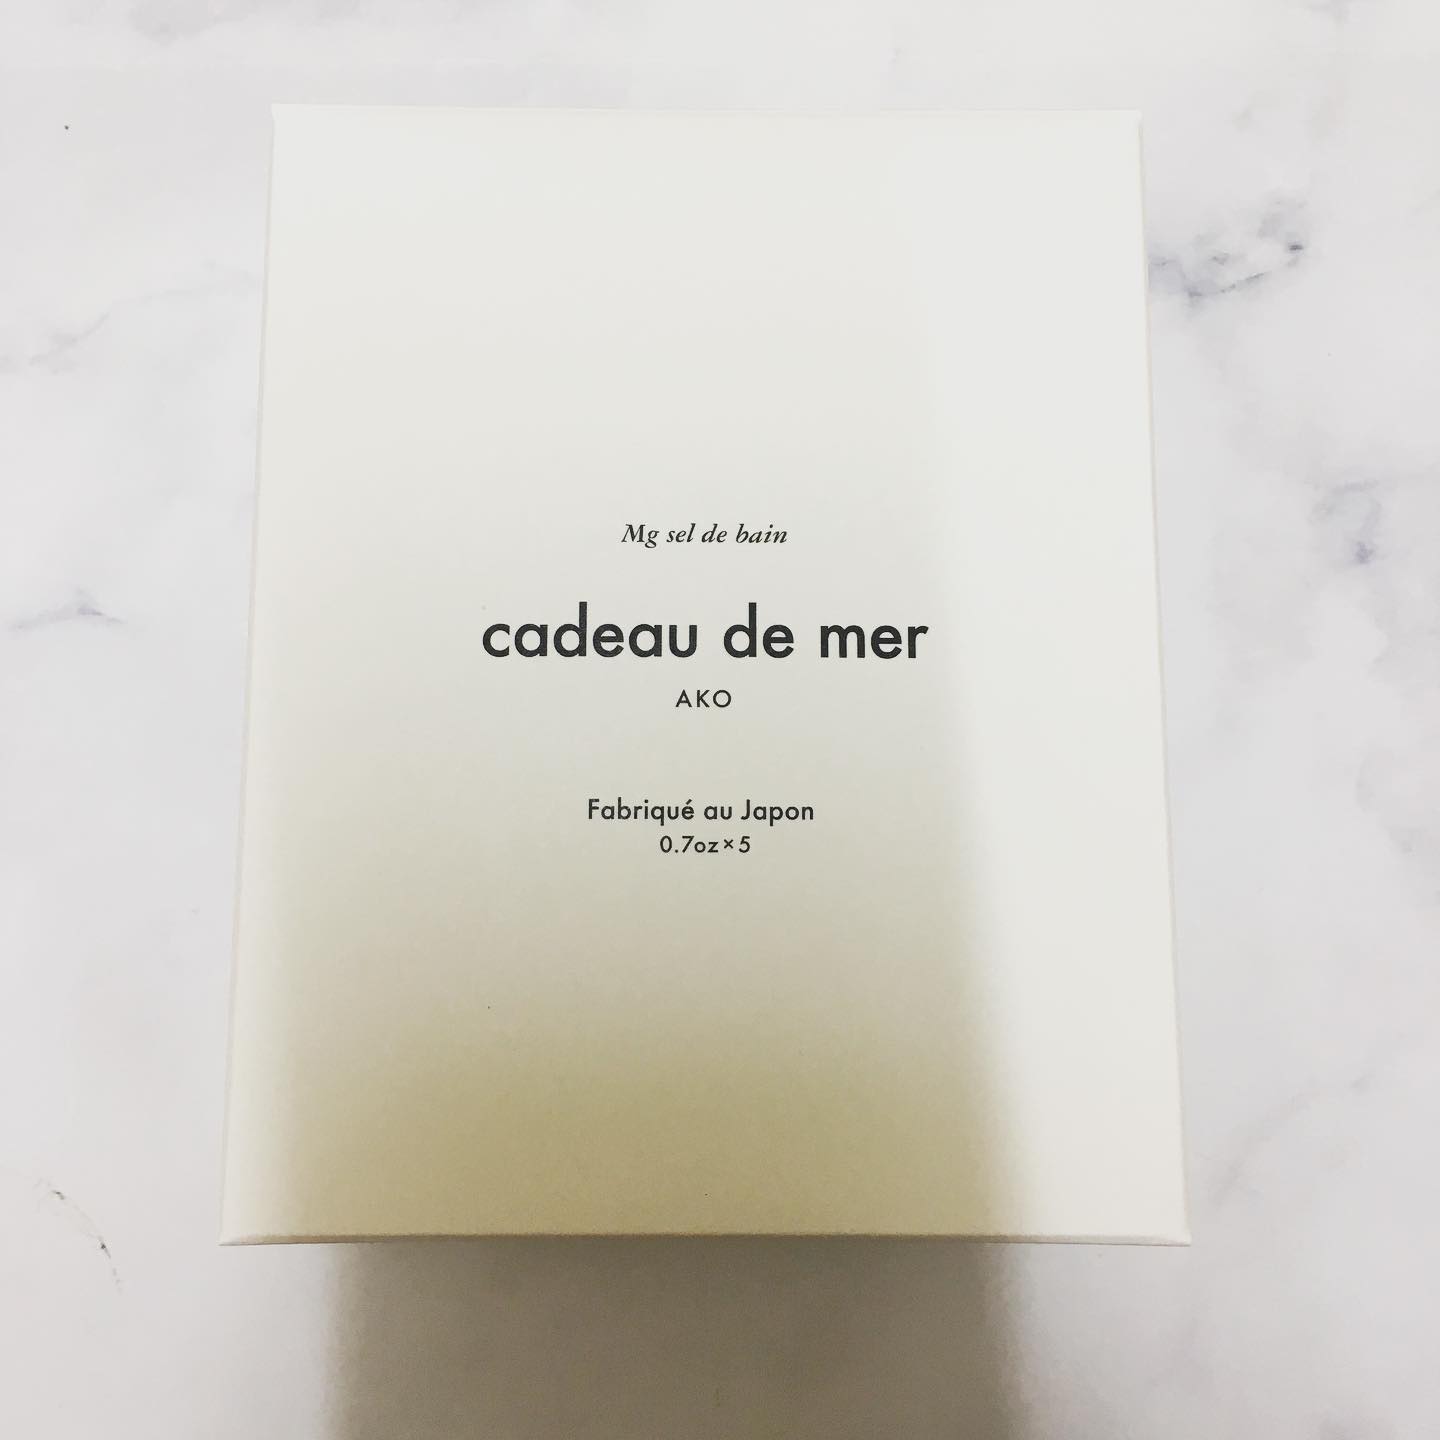 Mg sel de bain
cadeau de mer
AKO
Fabriqué au Japon
0.7oz×5